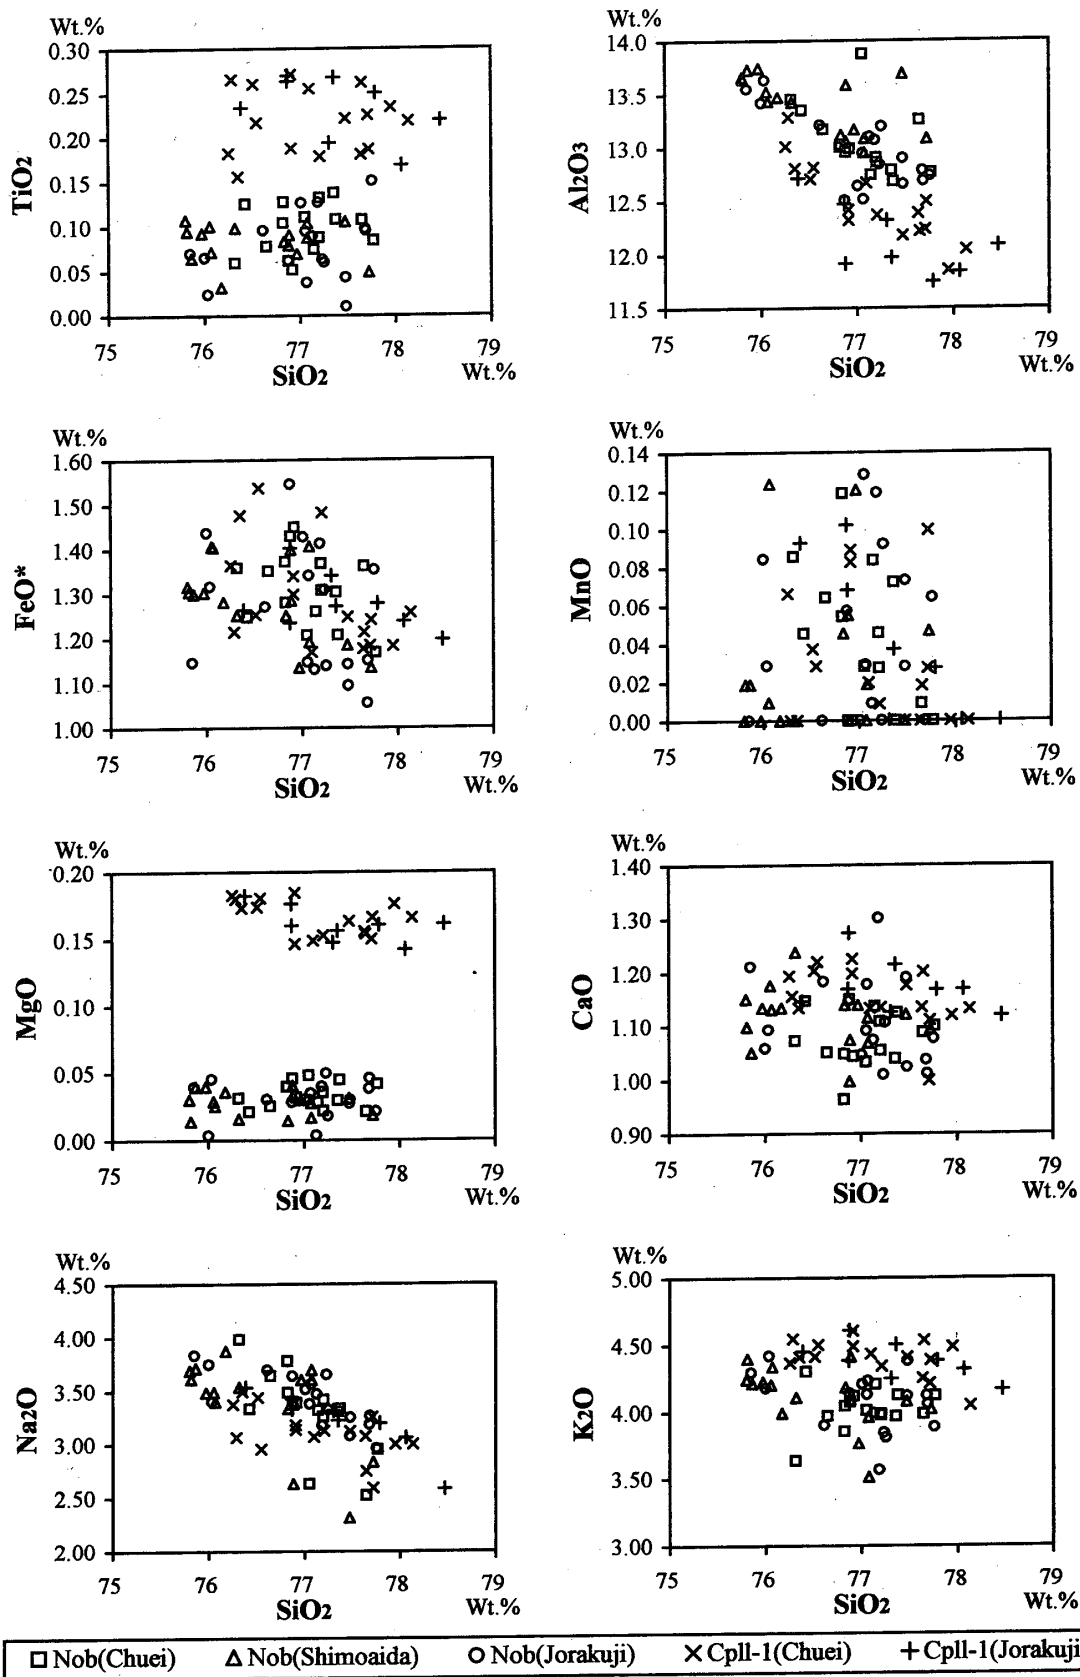 Wt.%
0.30
0.25
0.20
0.15
0.10
0.05
0.00
TiO2
75 76 77 78 79
SiO2 Wt.%
Wt.%
14.0
13.5
13.0
12.5
12.0
11.5
Al2O3
75 76 77 78 79
SiO2 Wt.%
Wt.%
1.60
1.50
1.40
1.30
1.20
1.10
1.00
FeO*
75 76 77 78 79
SiO2 Wt.%
Wt.%
0.14
0.12
0.10
0.08
0.06
0.04
0.02
0.00
MnO
75 76 77 78 79
SiO2 Wt.%
Wt.%
0.20
0.15
0.10
0.05
0.00
MgO
75 76 77 78 79
SiO2 Wt.%
Wt.%
1.40
1.30
1.20
1.10
1.00
0.90
CaO
75 76 77 78 79
SiO2 Wt.%
Wt.%
4.50
4.00
3.50
3.00
2.50
2.00
Na2O
75 76 77 78 79
SiO2 Wt.%
Wt.%
5.00
4.50
4.00
3.50
3.00
K2O
75 76 77 78 79
SiO2 Wt.%
Nob(Chuei) Nob(Shimoaida) Nob(Jorakuji) Cpll-1(Chuei) Cpll-1(Jorakuji